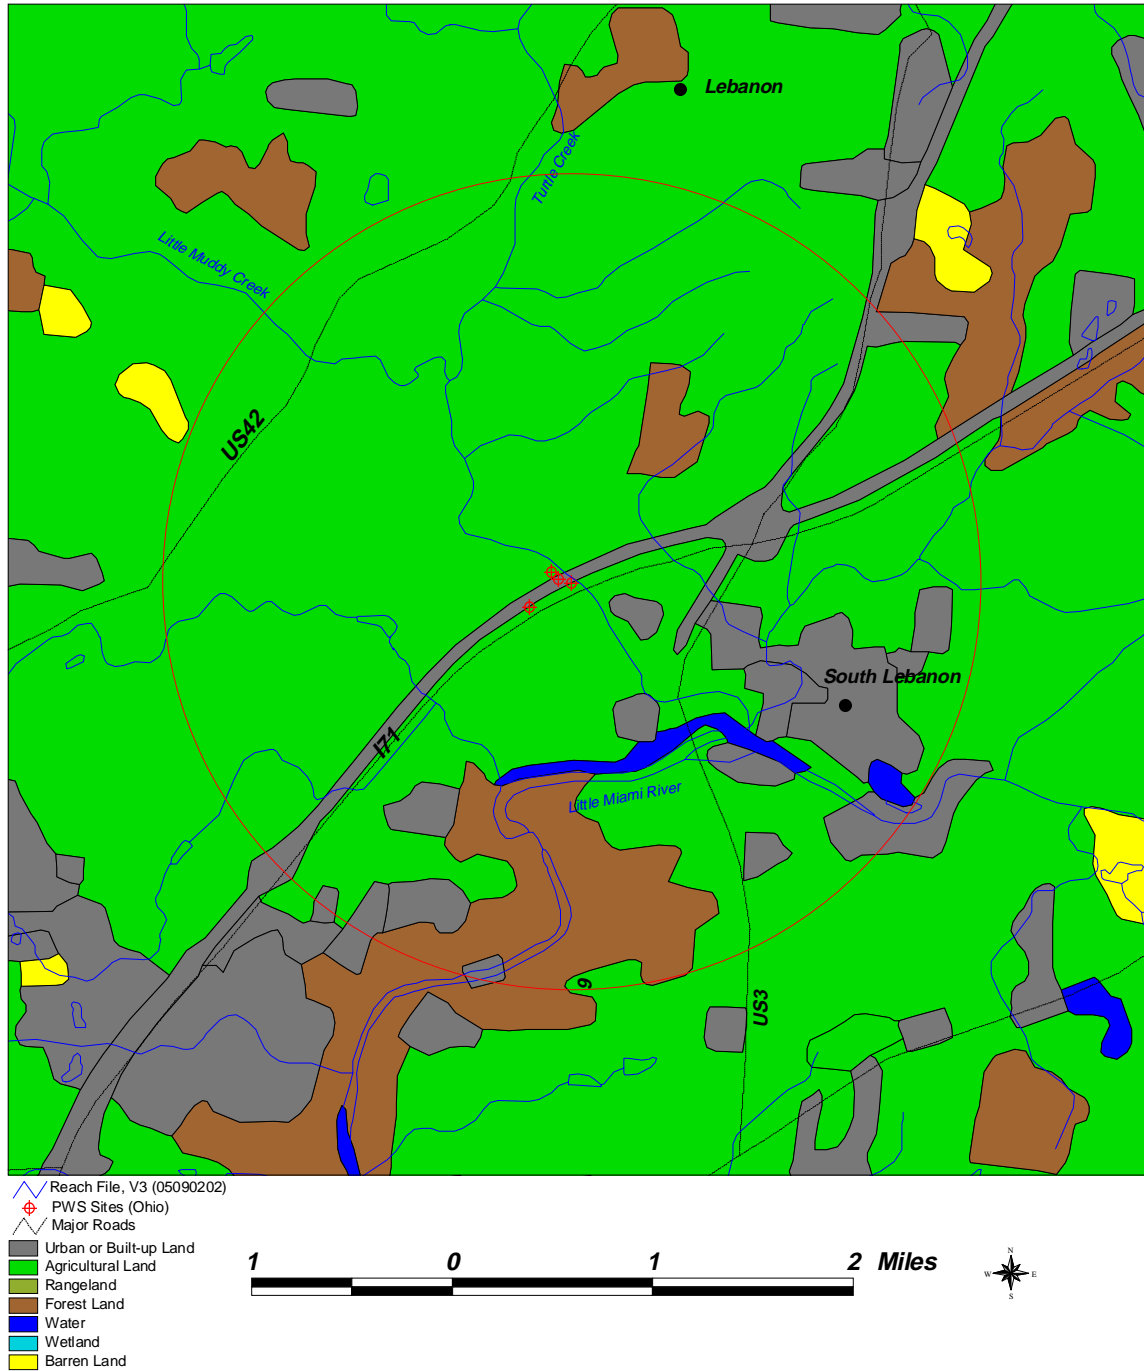 Lebanon
Turtle Creek
Little Muddy Creek
US42
South Lebanon
I71
Little Miami River
9
US3
Reach File, V3 (05090202)
PWS Sites (Ohio)
Major Roads
Urban or Built-up Land
Agricultural Land
Rangeland
Forest Land
Water
Wetland
Barren Land
1 0 1 2 Miles
N
W E
S